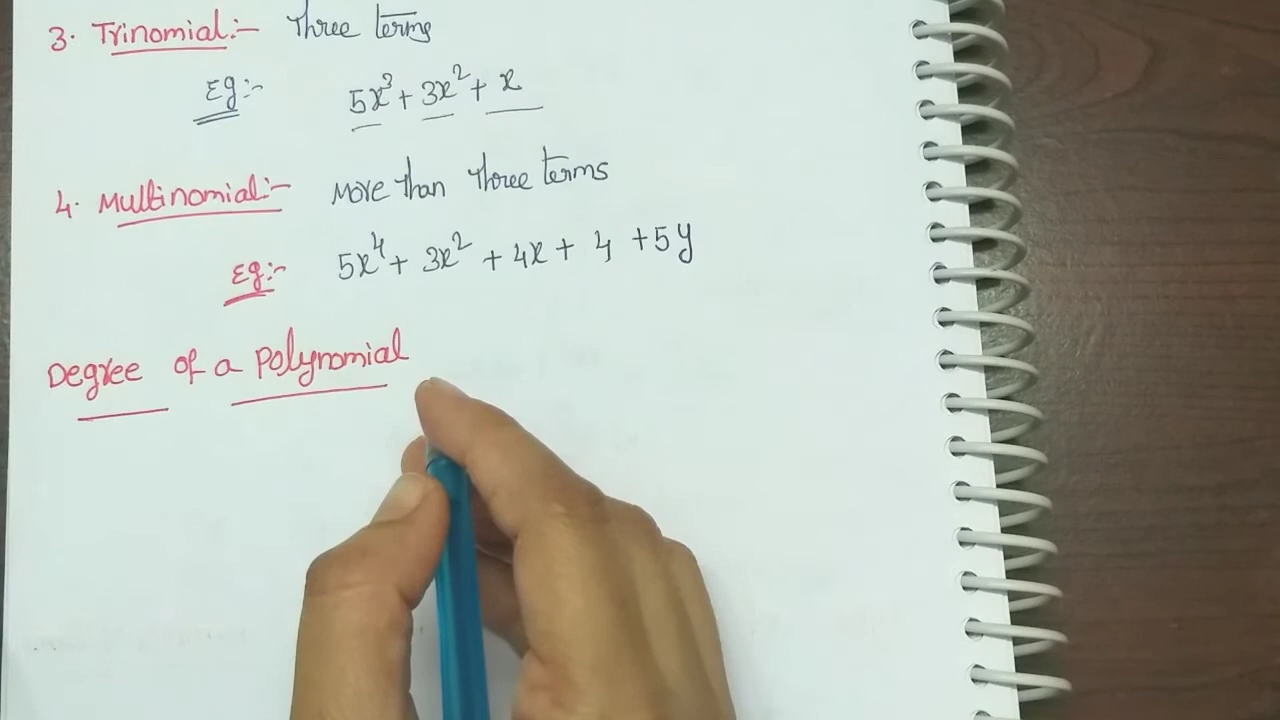 3. Trinomial:- Three terms
Eg:- 5x³ + 3x² + x
4. Multinomial:- More than three terms
Eg:- 5x⁴ + 3x² + 4x + 4 + 5y
Degree of a Polynomial